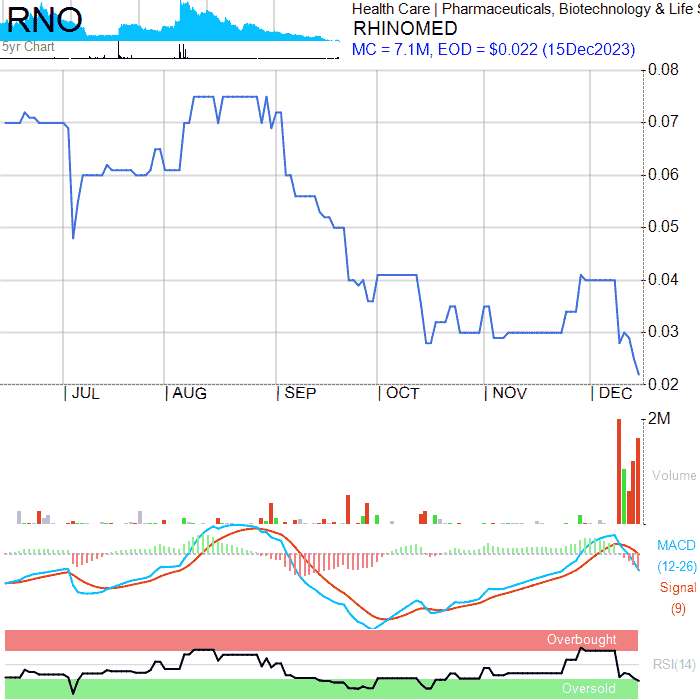 RNO
5yr Chart
Health Care | Pharmaceuticals, Biotechnology & Life S
RHINOMED
MC = 7.1M, EOD = $0.022 (15Dec2023)
0.08
0.07
0.06
0.05
0.04
0.03
0.02
| JUL | AUG | SEP | OCT | NOV | DEC
2M
Volume
MACD
(12-26)
Signal
(9)
Overbought
RSI(14)
Oversold